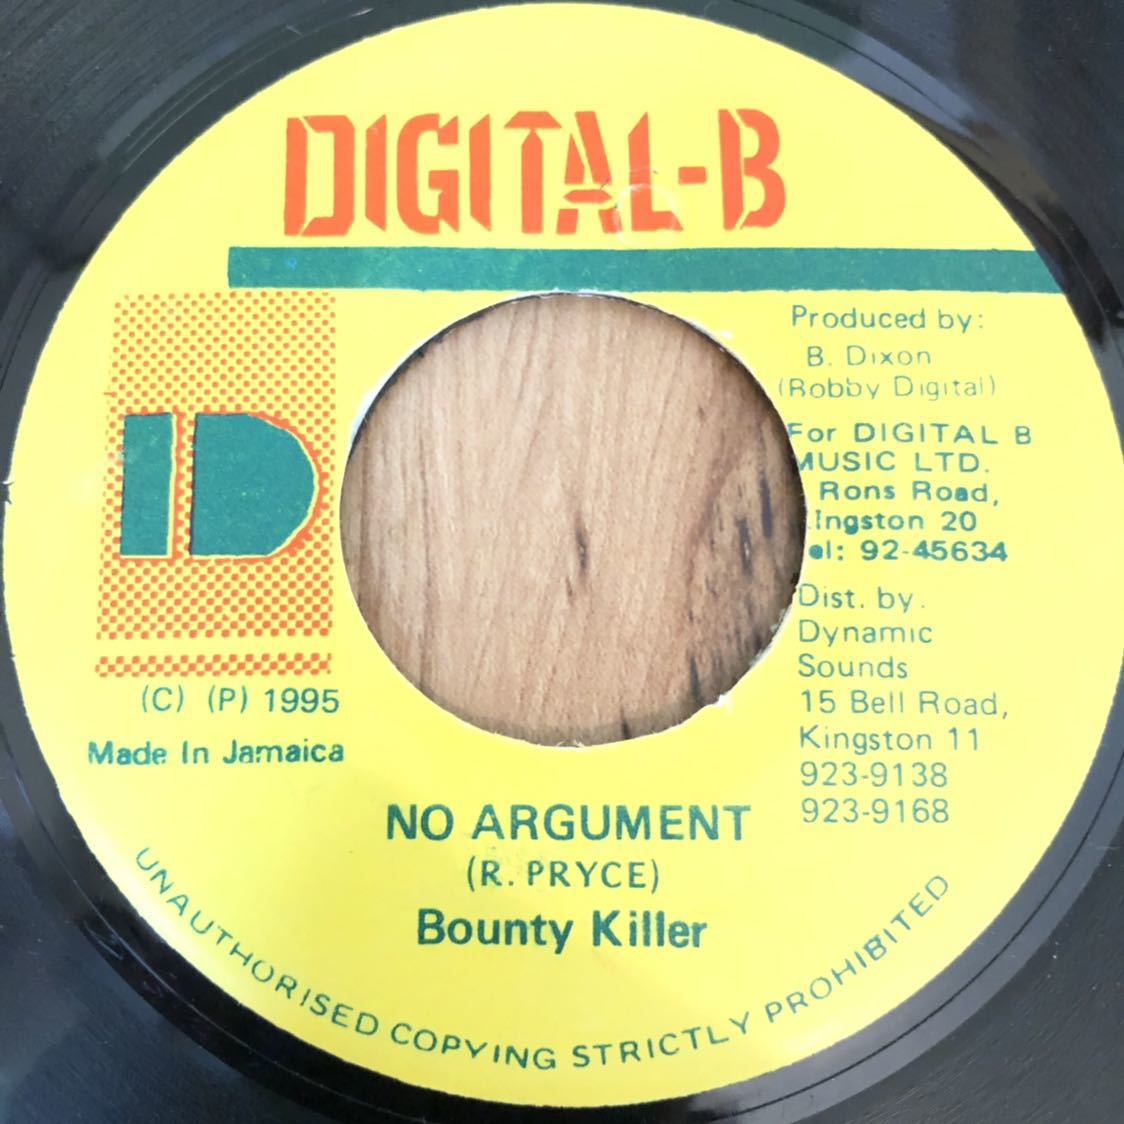 DIGITAL-B
Produced by:
B. Dixon
(Robby Digital)
For DIGITAL B
MUSIC LTD.
Rons Road,
ingston 20
el: 92-45634
Dist. by.
Dynamic
Sounds
15 Bell Road,
Kingston 11
923-9138
923-9168
D
(C) (P) 1995
Made In Jamaica
NO ARGUMENT
(R. PRYCE)
Bounty Killer
UNAUTHORISED COPYING STRICTLY PROHIBITED